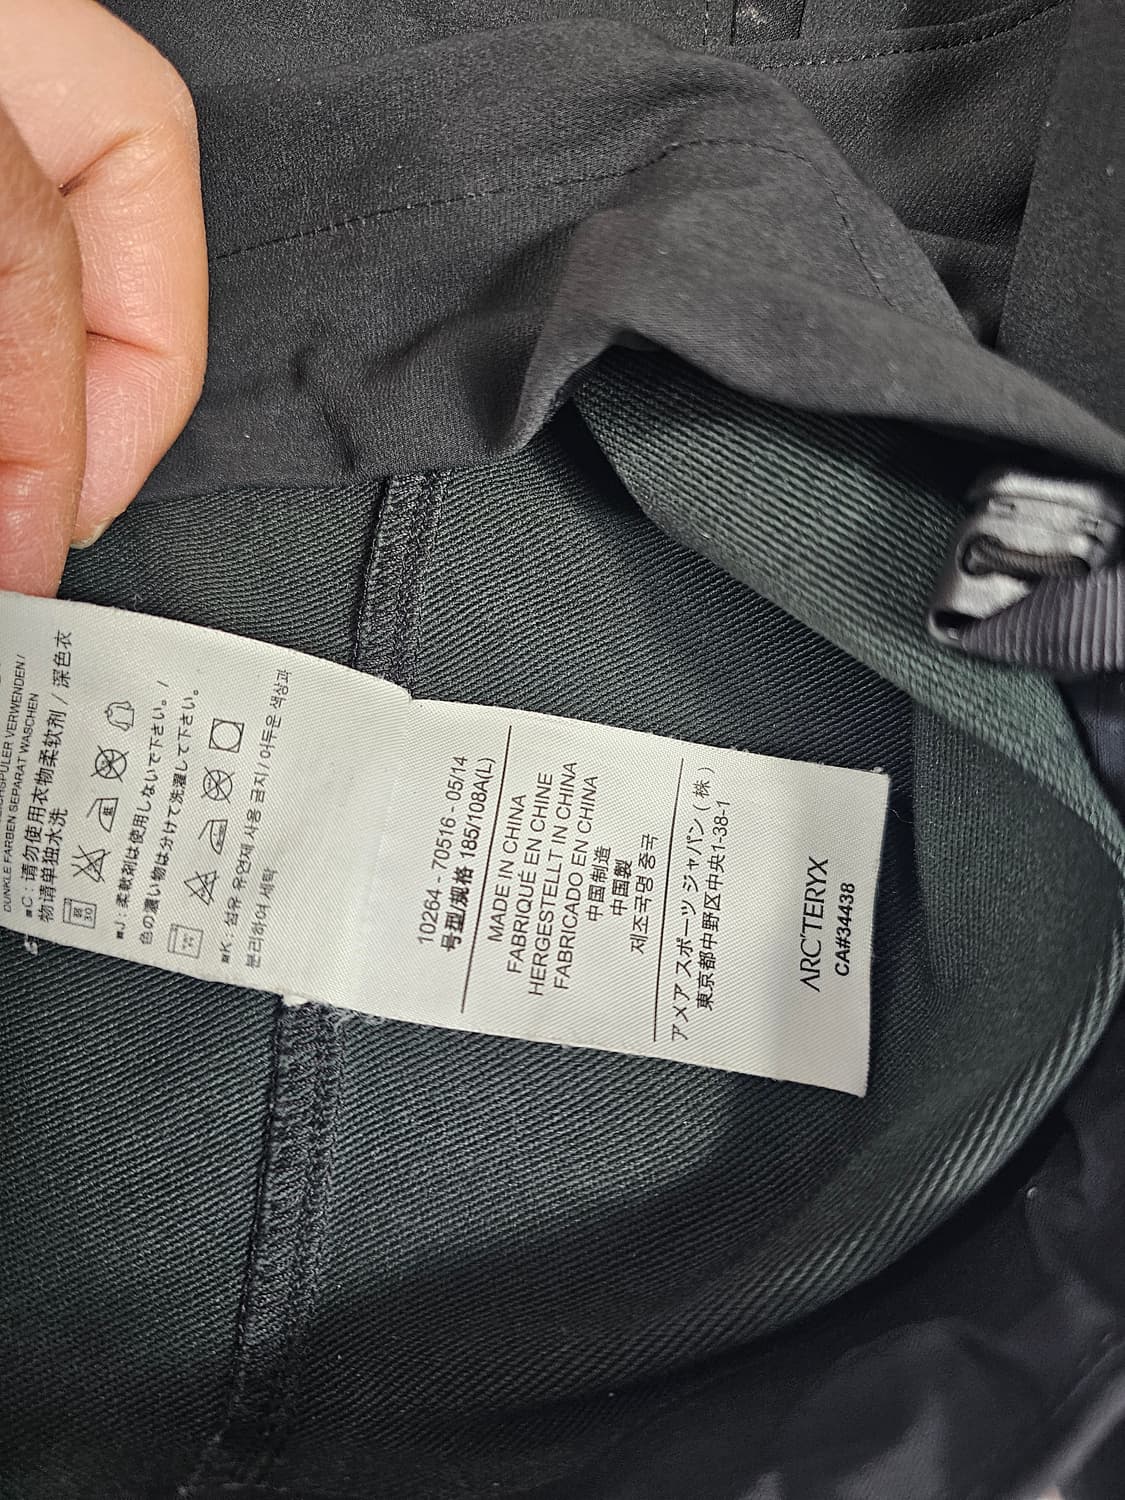 DUNKLE FARBEN SEPARAT WASCHEN
■C : 请勿使用衣物柔软剂 / 深色衣
物请单独水洗
■J : 柔軟剤は使用しないで下さい。/
色の濃い物は分けて洗濯して下さい。
■K : 섬유 유연제 사용 금지/ 어두운 색상과
분리하여 세탁
10264 - 70516 - 05/14
号型/规格 185/108A(L)
MADE IN CHINA
FABRIQUÉ EN CHINE
HERGESTELLT IN CHINA
FABRICADO EN CHINA
中国制造
中国製
제조국명 중국
アメア スポーツ ジャパン ( 株 )
東京都中野区中央1-38-1
ARC'TERYX
CA#34438